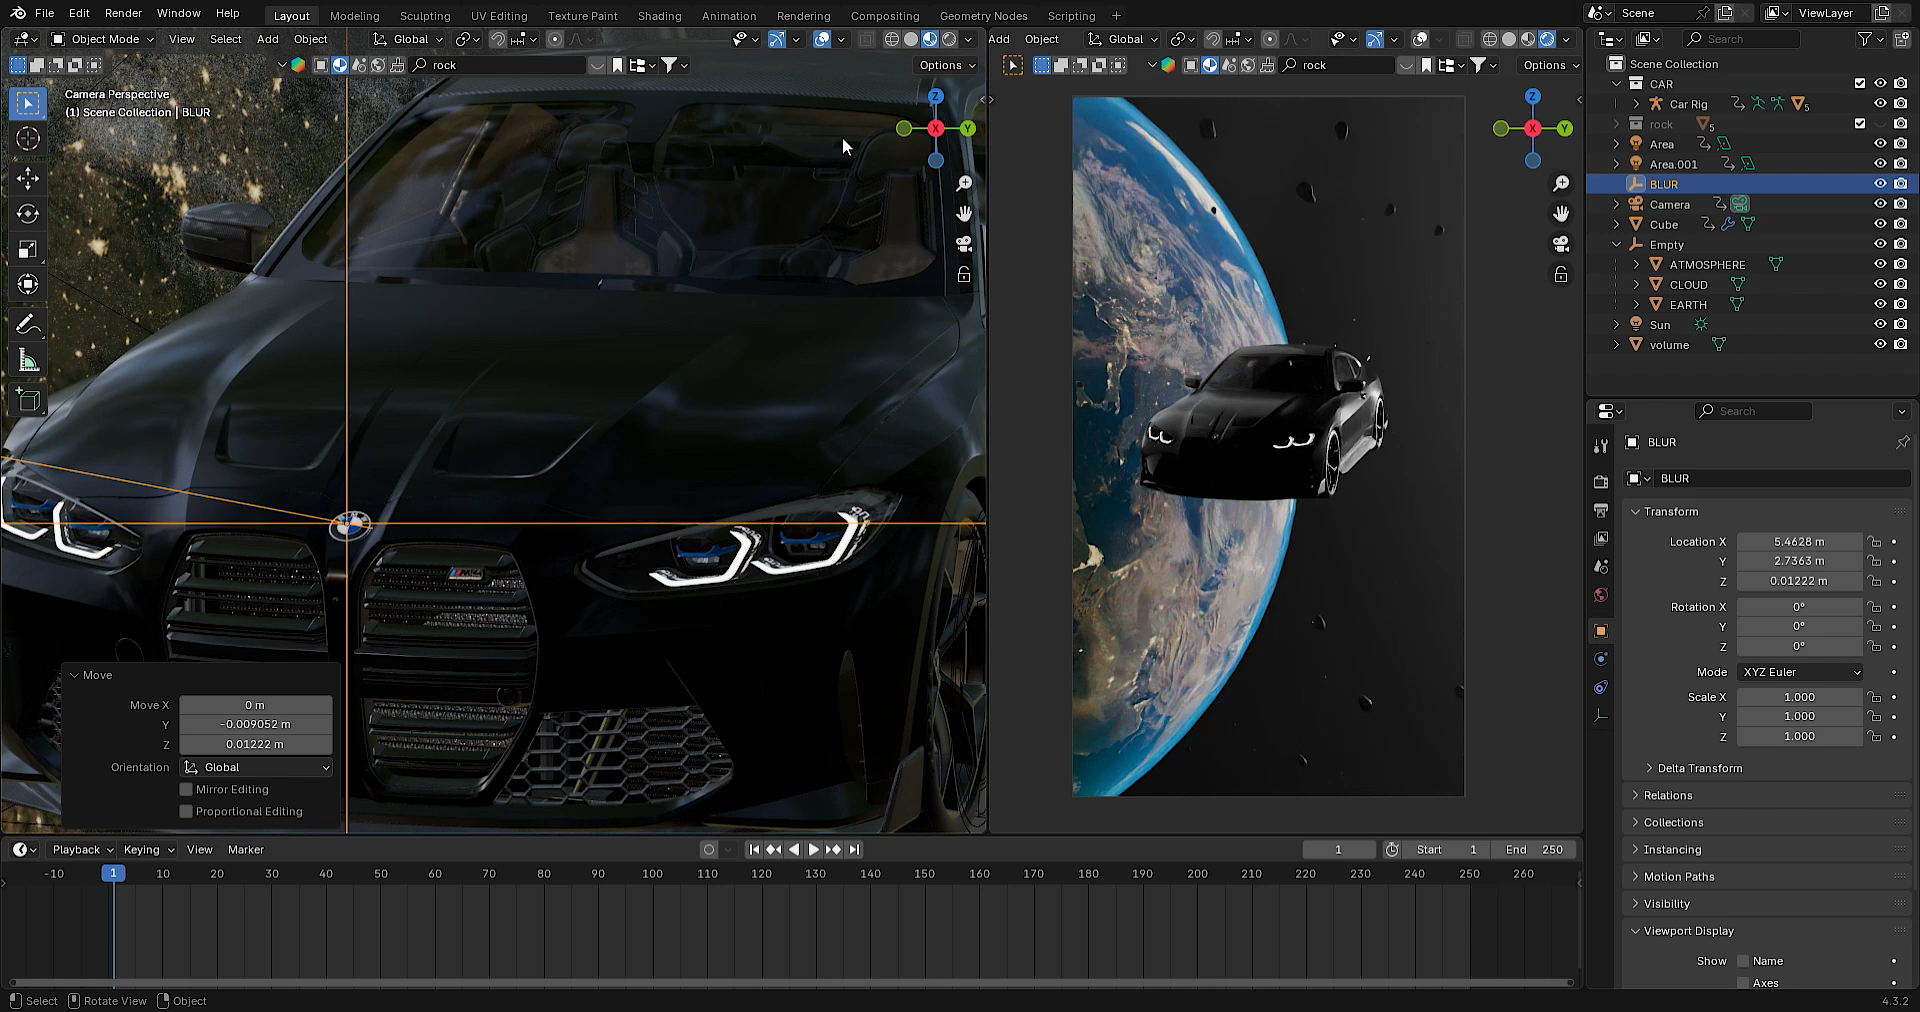 File Edit Render Window Help
Layout Modeling Sculpting UV Editing Texture Paint Shading Animation Rendering Compositing Geometry Nodes Scripting +
Scene
ViewLayer
Object Mode View Select Add Object Global
Add Object Global
Search
rock Options
rock Options
Camera Perspective
(1) Scene Collection | BLUR
Z
X
Y
Z
X
Y
Scene Collection
CAR
Car Rig 5
rock 5
Area
Area.001
BLUR
Camera
Cube
Empty
ATMOSPHERE
CLOUD
EARTH
Sun
volume
Search
BLUR
BLUR
Transform
Location X 5.4628 m
Y 2.7363 m
Z 0.01222 m
Rotation X 0°
Y 0°
Z 0°
Mode XYZ Euler
Scale X 1.000
Y 1.000
Z 1.000
Delta Transform
Relations
Collections
Instancing
Motion Paths
Visibility
Viewport Display
Show Name
Axes
M4
Move
Move X 0 m
Y -0.009052 m
Z 0.01222 m
Orientation Global
Mirror Editing
Proportional Editing
Playback Keying View Marker
1 Start 1 End 250
-10 1 10 20 30 40 50 60 70 80 90 100 110 120 130 140 150 160 170 180 190 200 210 220 230 240 250 260
Select Rotate View Object
4.3.2